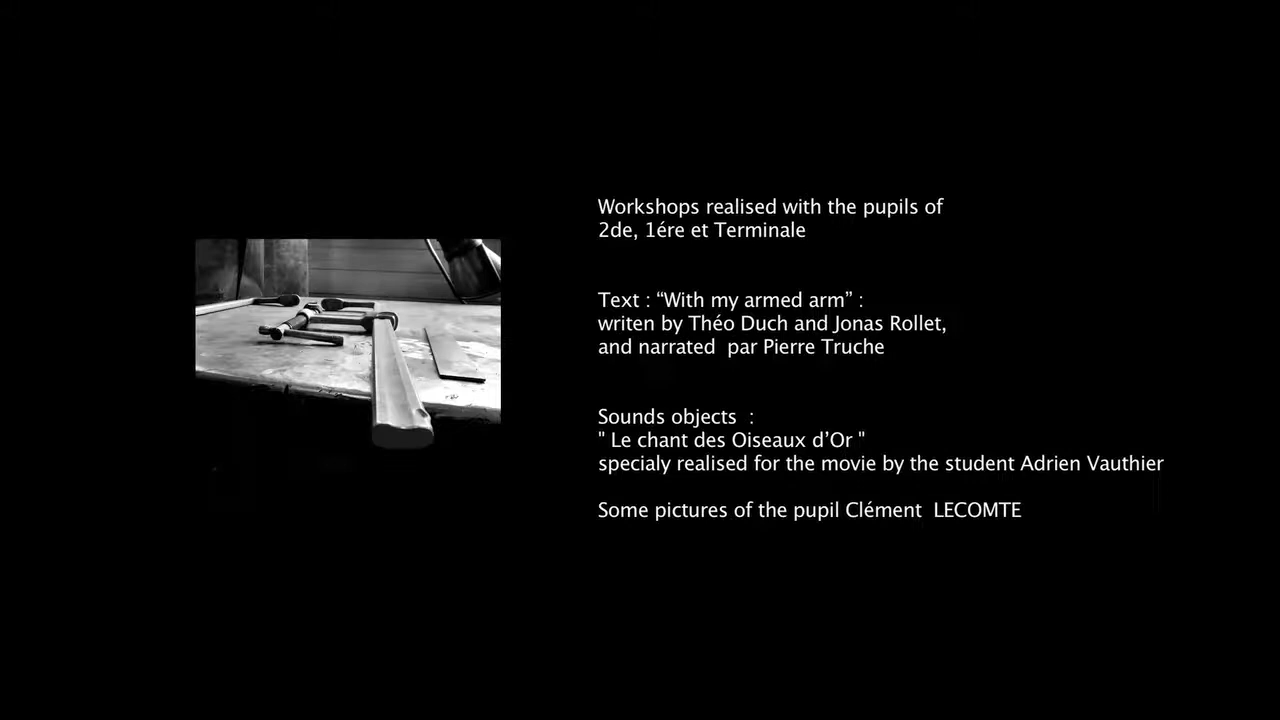 Workshops realised with the pupils of
2de, 1ére et Terminale
Text : “With my armed arm” :
writen by Théo Duch and Jonas Rollet,
and narrated  par Pierre Truche
Sounds objects  :
" Le chant des Oiseaux d’Or "
specialy realised for the movie by the student Adrien Vauthier
Some pictures of the pupil Clément  LECOMTE